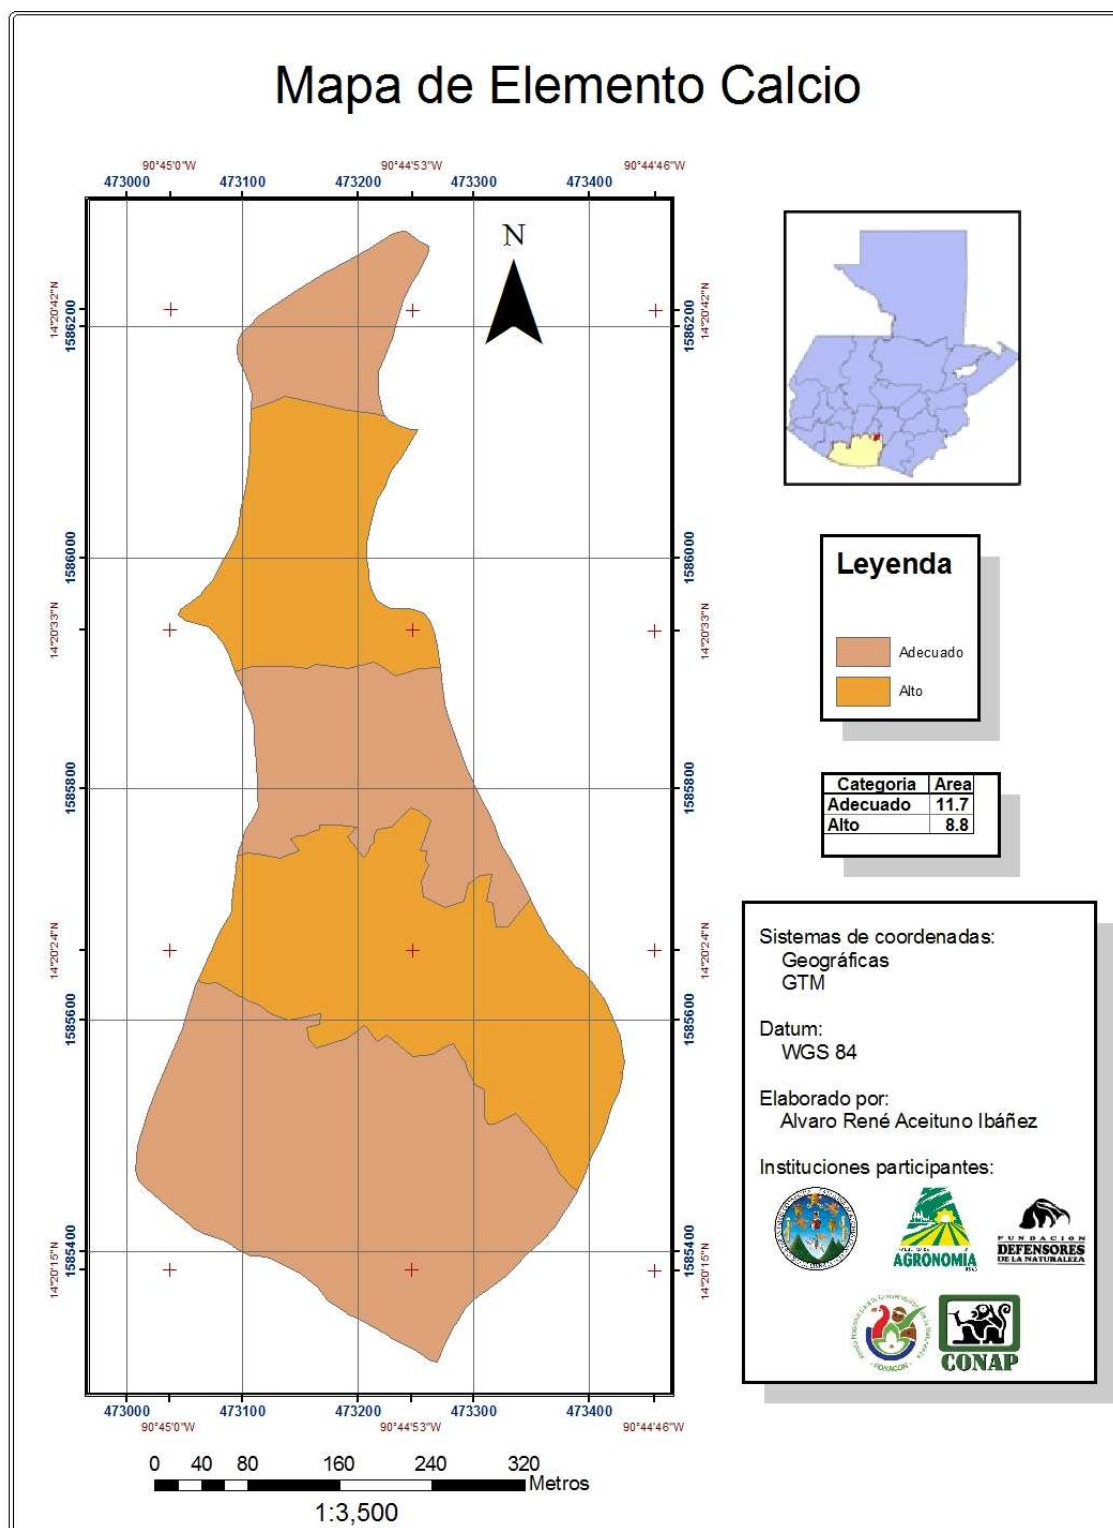 Mapa de Elemento Calcio
90°45'0"W 90°44'53"W 90°44'46"W
473000 473100 473200 473300 473400
N
14°20'42"N 1586200 1586200 14°20'42"N
1586000 1586000
14°20'33"N 14°20'33"N
1585800 1585800
14°20'24"N 14°20'24"N
1585600 1585600
1585400 1585400
14°20'15"N 14°20'15"N
473000 473100 473200 473300 473400
90°45'0"W 90°44'53"W 90°44'46"W
0 40 80 160 240 320
Metros
1:3,500
Leyenda
Adecuado
Alto
Categoria Area
Adecuado 11.7
Alto 8.8
Sistemas de coordenadas:
Geográficas
GTM
Datum:
WGS 84
Elaborado por:
Alvaro René Aceituno Ibáñez
Instituciones participantes:
AGRONOMIA
FUNDACION
DEFENSORES
DE LA NATURALEZA
FONACON
CONAP